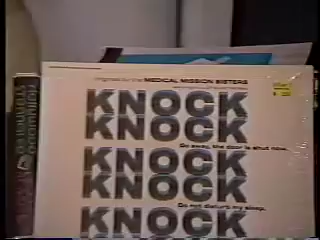 MEDICAL MISSION SISTERS
KNOCK
KNOCK
Go away, the door is shut now.
KNOCK
KNOCK
Do not disturb my sleep.
KNOCK